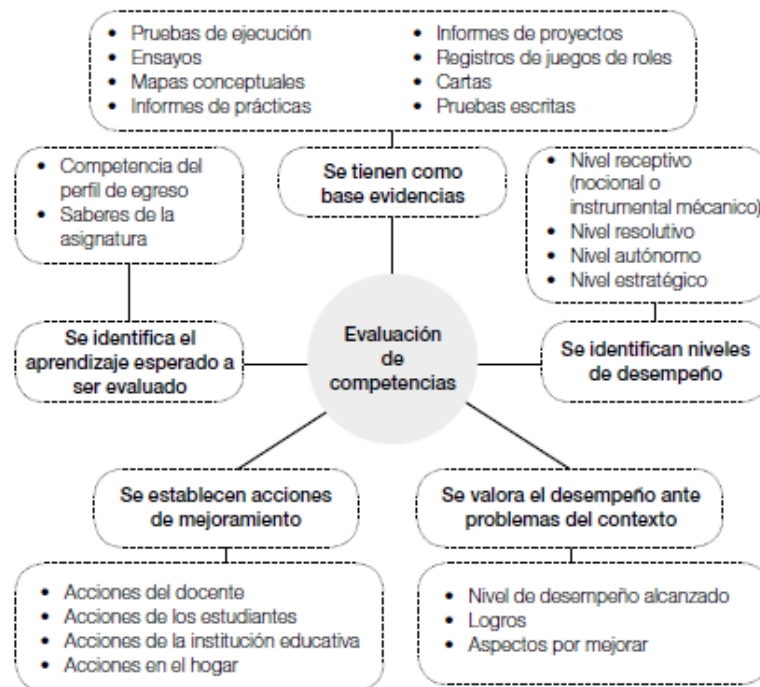 • Pruebas de ejecución
• Ensayos
• Mapas conceptuales
• Informes de prácticas
• Informes de proyectos
• Registros de juegos de roles
• Cartas
• Pruebas escritas
• Competencia del
perfil de egreso
• Saberes de la
asignatura
Se tienen como
base evidencias
• Nivel receptivo
(nocional o
instrumental mécanico)
• Nivel resolutivo
• Nivel autónomo
• Nivel estratégico
Se identifica el
aprendizaje esperado a
ser evaluado
Evaluación
de
competencias
Se identifican niveles
de desempeño
Se establecen acciones
de mejoramiento
Se valora el desempeño ante
problemas del contexto
• Acciones del docente
• Acciones de los estudiantes
• Acciones de la institución educativa
• Acciones en el hogar
• Nivel de desempeño alcanzado
• Logros
• Aspectos por mejorar